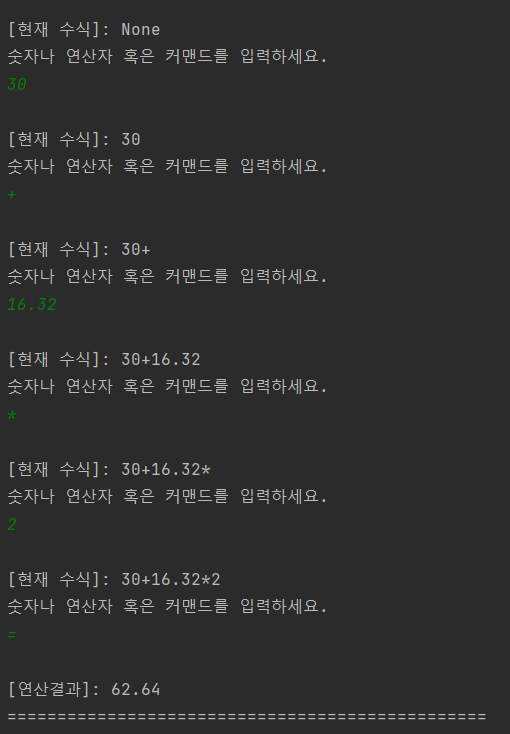 [현재 수식]: None
숫자나 연산자 혹은 커맨드를 입력하세요.
30
[현재 수식]: 30
숫자나 연산자 혹은 커맨드를 입력하세요.
+
[현재 수식]: 30+
숫자나 연산자 혹은 커맨드를 입력하세요.
16.32
[현재 수식]: 30+16.32
숫자나 연산자 혹은 커맨드를 입력하세요.
*
[현재 수식]: 30+16.32*
숫자나 연산자 혹은 커맨드를 입력하세요.
2
[현재 수식]: 30+16.32*2
숫자나 연산자 혹은 커맨드를 입력하세요.
=
[연산결과]: 62.64
================================================